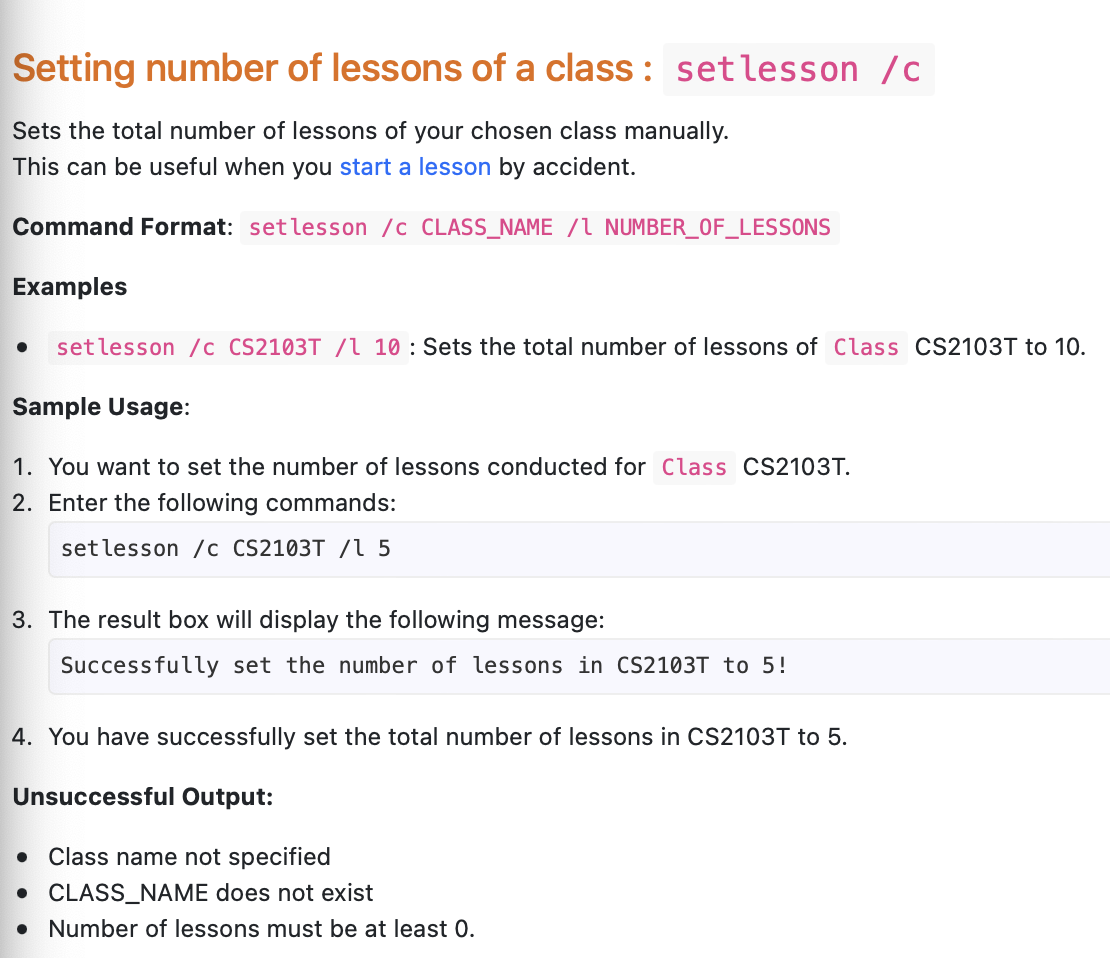 Setting number of lessons of a class : setlesson /c
Sets the total number of lessons of your chosen class manually.
This can be useful when you start a lesson by accident.
Command Format: setlesson /c CLASS_NAME /l NUMBER_OF_LESSONS
Examples
• setlesson /c CS2103T /l 10 : Sets the total number of lessons of Class CS2103T to 10.
Sample Usage:
1. You want to set the number of lessons conducted for Class CS2103T.
2. Enter the following commands:
setlesson /c CS2103T /l 5
3. The result box will display the following message:
Successfully set the number of lessons in CS2103T to 5!
4. You have successfully set the total number of lessons in CS2103T to 5.
Unsuccessful Output:
• Class name not specified
• CLASS_NAME does not exist
• Number of lessons must be at least 0.